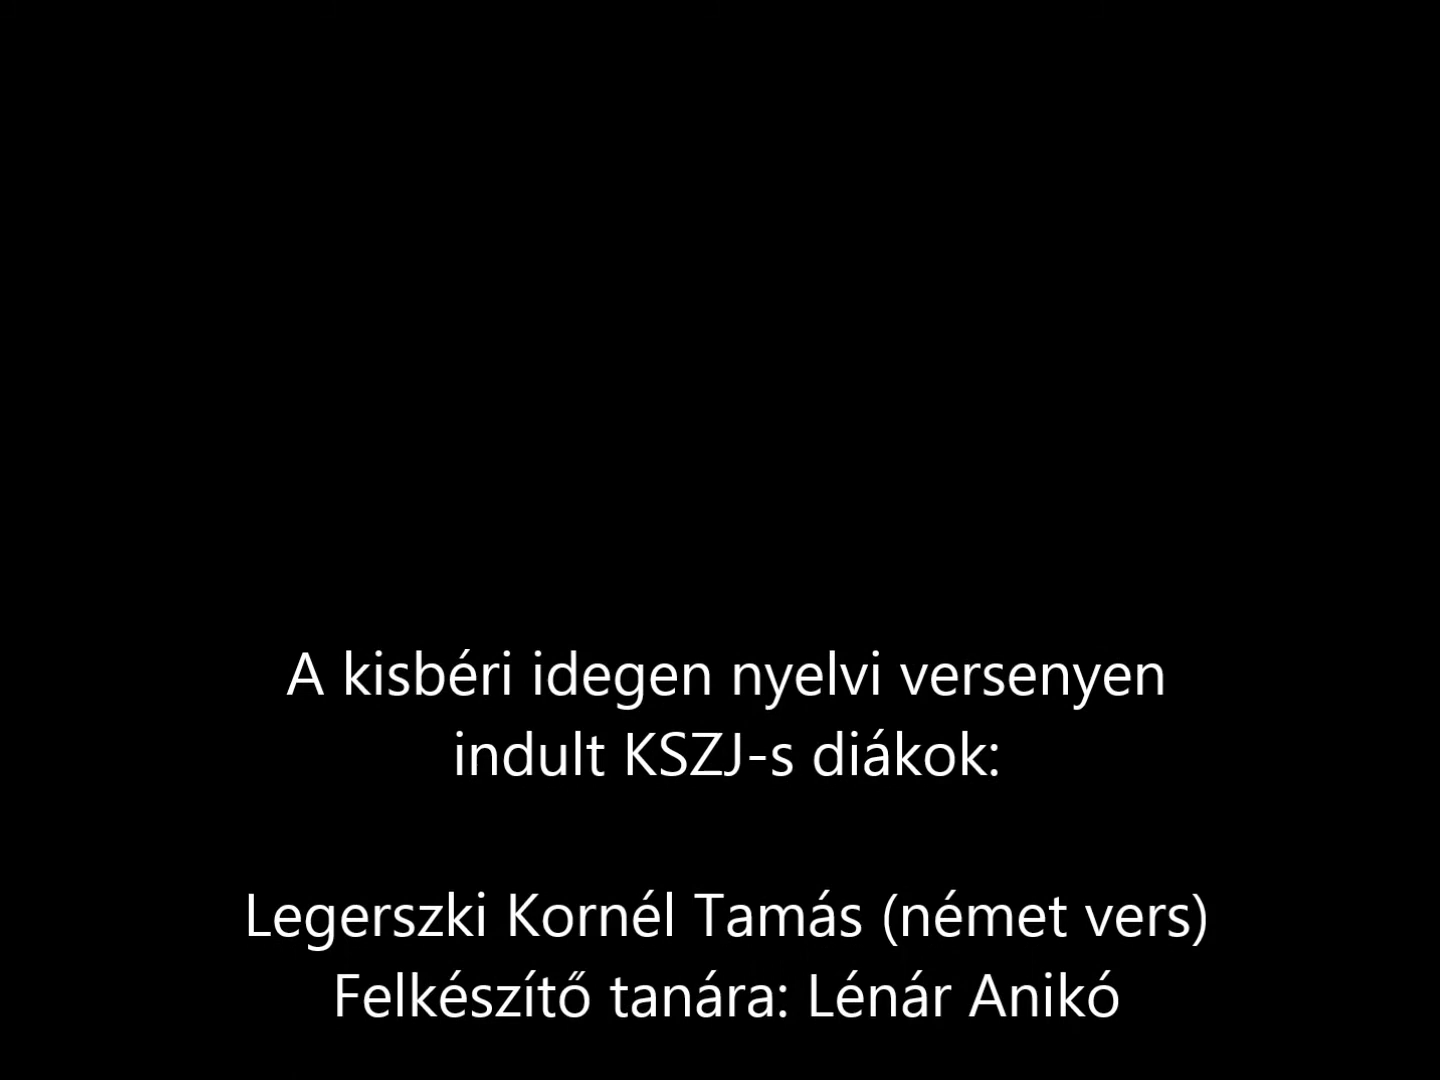 A kisbéri idegen nyelvi versenyen
indult KSZJ-s diákok:
Legerszki Kornél Tamás (német vers)
Felkészítő tanára: Lénár Anikó